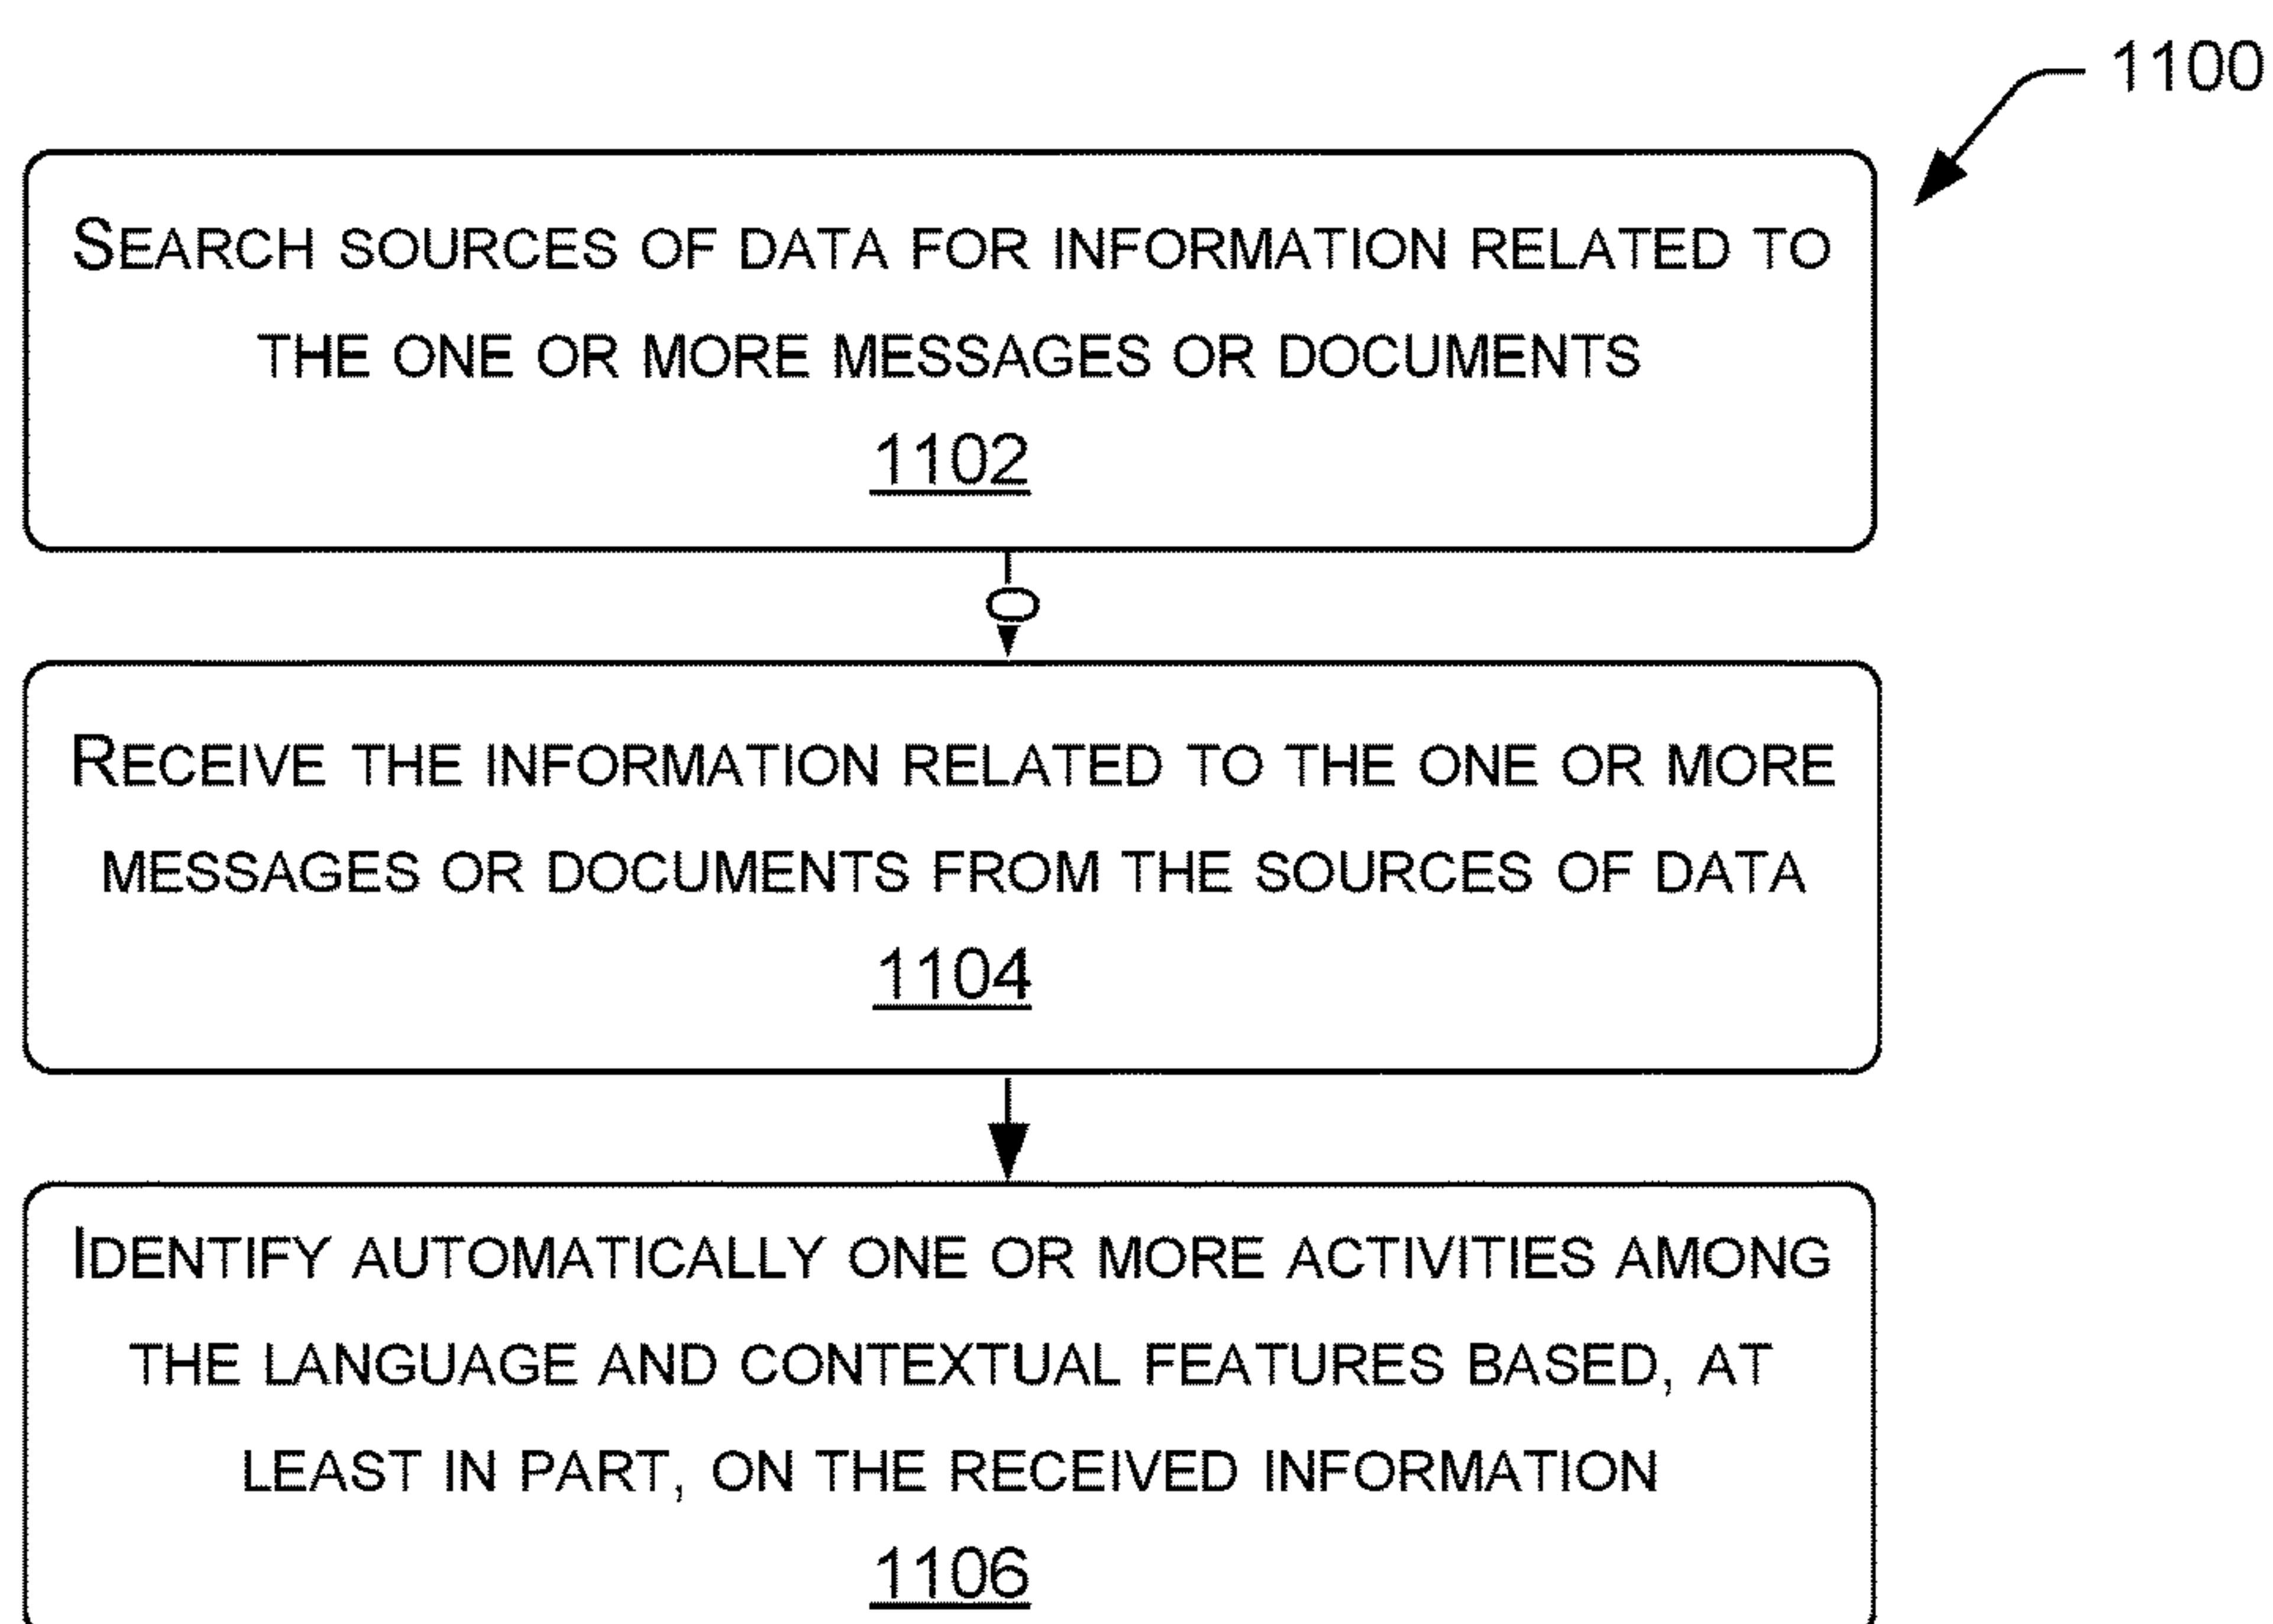 1100
SEARCH SOURCES OF DATA FOR INFORMATION RELATED TO
THE ONE OR MORE MESSAGES OR DOCUMENTS
1102
RECEIVE THE INFORMATION RELATED TO THE ONE OR MORE
MESSAGES OR DOCUMENTS FROM THE SOURCES OF DATA
1104
IDENTIFY AUTOMATICALLY ONE OR MORE ACTIVITIES AMONG
THE LANGUAGE AND CONTEXTUAL FEATURES BASED, AT
LEAST IN PART, ON THE RECEIVED INFORMATION
1106